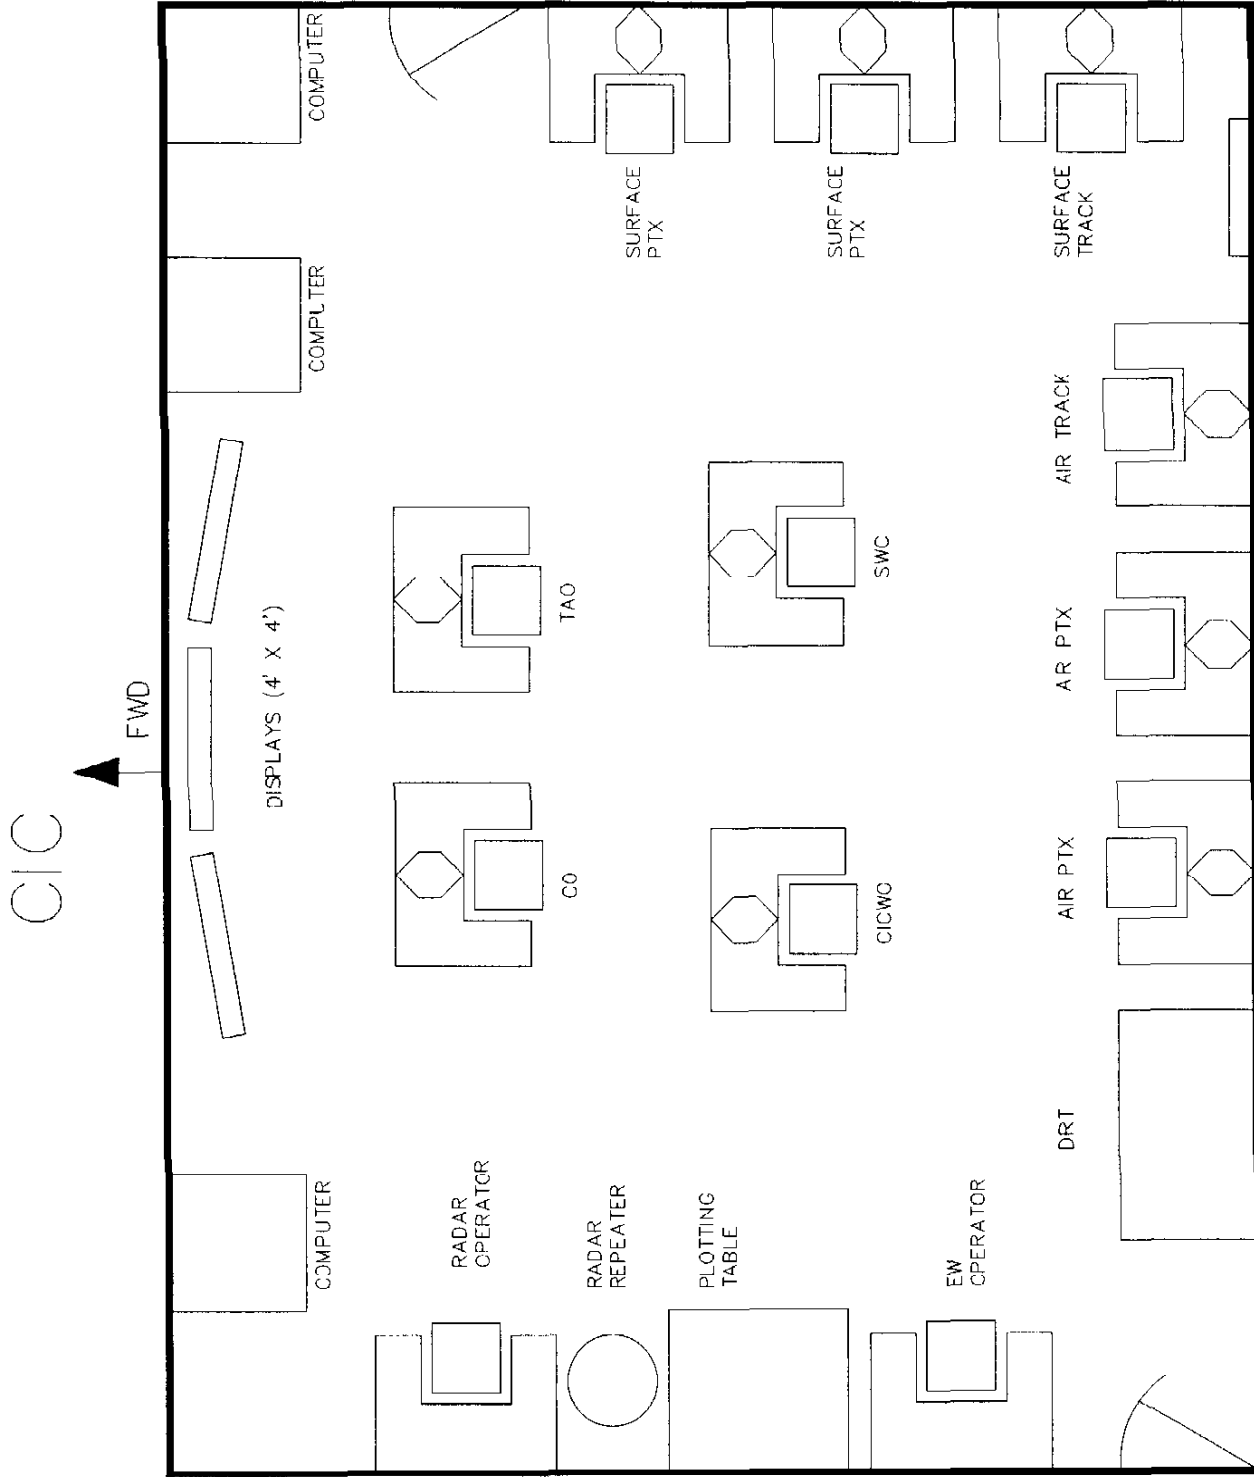 CIC
FWD
DISPLAYS (4' X 4')
COMPUTER
COMPUTER
COMPUTER
RADAR
OPERATOR
CO
TAO
RADAR
REPEATER
SURFACE
PTX
PLOTTING
TABLE
CICWO
SWC
SURFACE
PTX
EW
OPERATOR
DRT
AIR PTX
AR PTX
AIR TRACK
SURFACE
TRACK